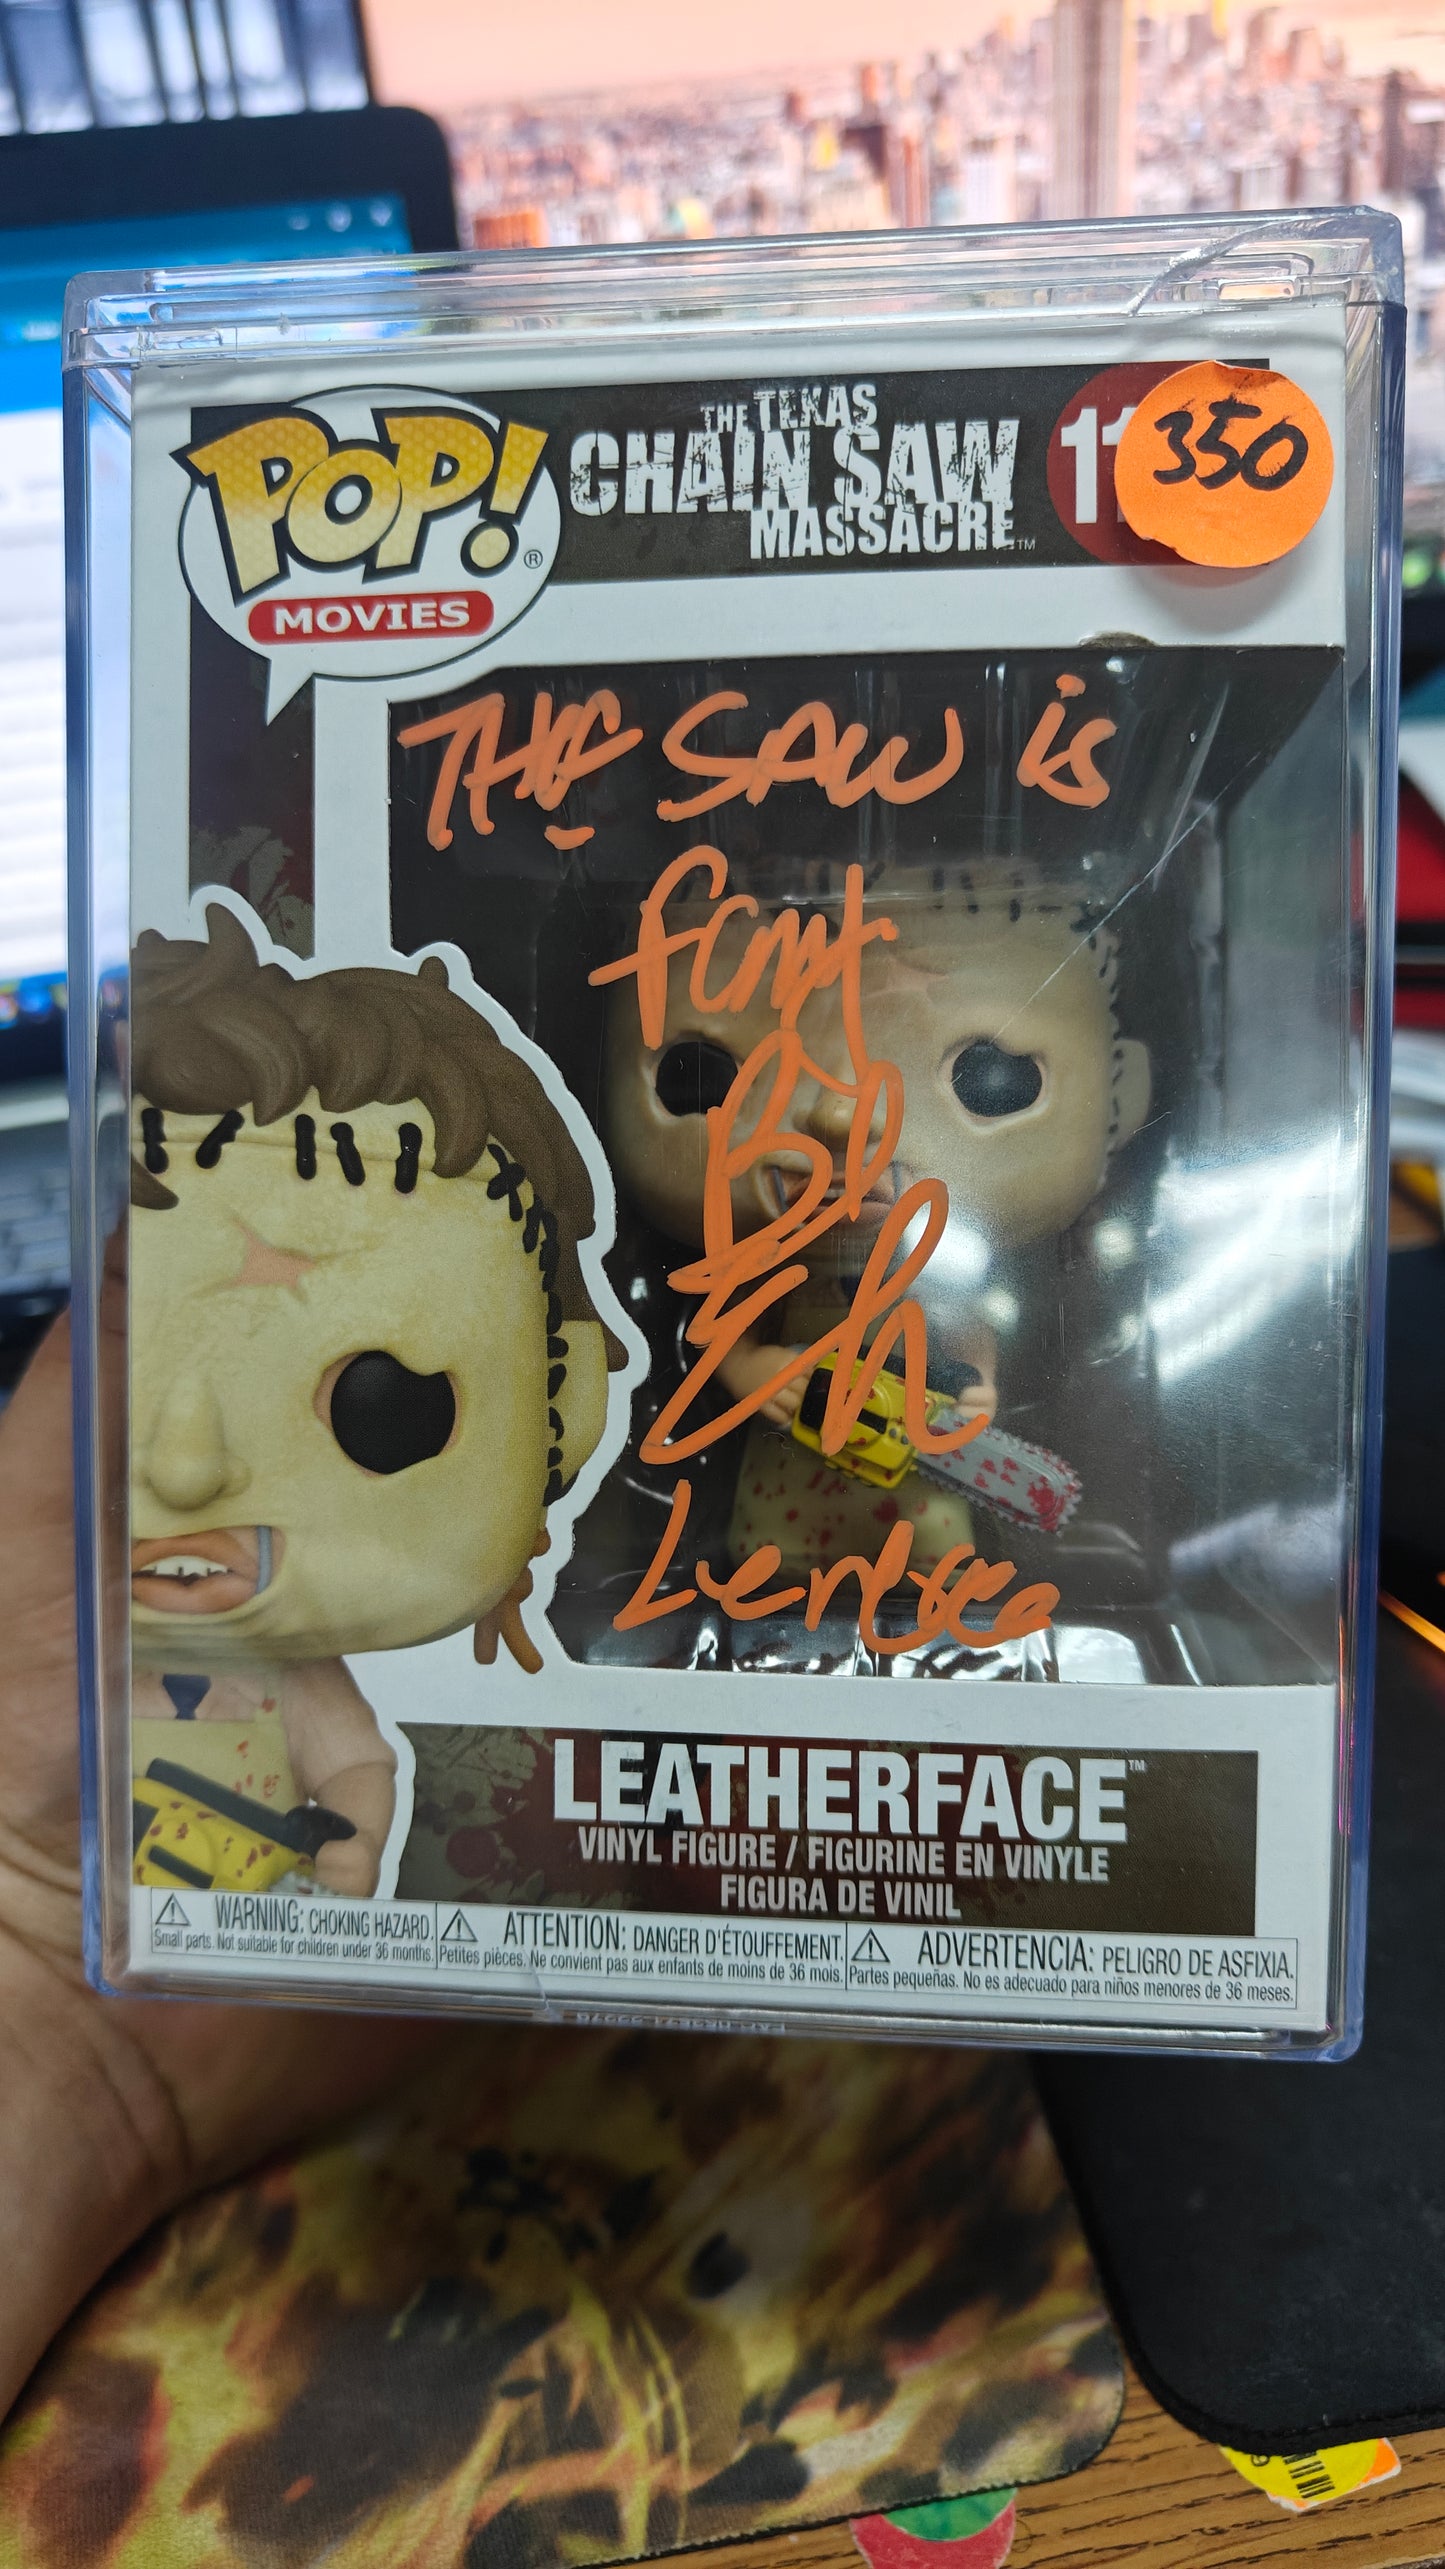 POP!®
MOVIES
THE TEXAS
CHAIN SAW
MASSACRE™
11
350
THE SAW is
LEATHERFACE™
VINYL FIGURE / FIGURINE EN VINYLE
FIGURA DE VINIL
WARNING: CHOKING HAZARD.
Small parts. Not suitable for children under 36 months.
ATTENTION: DANGER D'ÉTOUFFEMENT.
Petites pièces. Ne convient pas aux enfants de moins de 36 mois.
ADVERTENCIA: PELIGRO DE ASFIXIA.
Partes pequeñas. No es adecuado para niños menores de 36 meses.